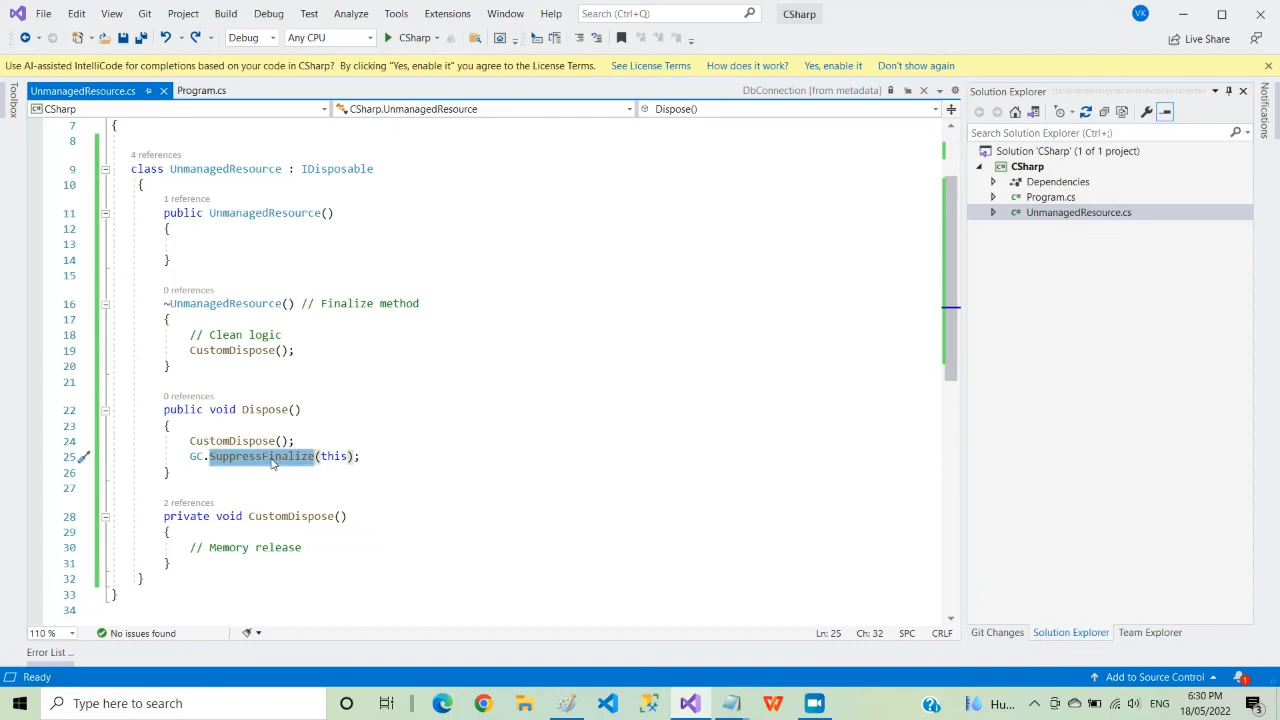 File Edit View Git Project Build Debug Test Analyze Tools Extensions Window Help Search (Ctrl+Q) CSharp VK
Debug Any CPU CSharp Live Share
Use AI-assisted IntelliCode for completions based on your code in CSharp? By clicking "Yes, enable it" you agree to the License Terms. See License Terms How does it work? Yes, enable it Don't show again
Toolbox
UnmanagedResource.cs Program.cs DbConnection [from metadata]
CSharp CSharp.UnmanagedResource Dispose()
7 {
8
4 references
9 class UnmanagedResource : IDisposable
10 {
1 reference
11 public UnmanagedResource()
12 {
13
14 }
15
0 references
16 ~UnmanagedResource() // Finalize method
17 {
18 // Clean logic
19 CustomDispose();
20 }
21
0 references
22 public void Dispose()
23 {
24 CustomDispose();
25 GC.SuppressFinalize(this);
26 }
27
2 references
28 private void CustomDispose()
29 {
30 // Memory release
31 }
32 }
33 }
34
110 % No issues found Ln: 25 Ch: 32 SPC CRLF
Error List ...
Solution Explorer
Search Solution Explorer (Ctrl+;)
Solution 'CSharp' (1 of 1 project)
CSharp
Dependencies
Program.cs
UnmanagedResource.cs
Git Changes Solution Explorer Team Explorer
Notifications
Ready Add to Source Control 1
Type here to search Hu... ENG 6:30 PM
18/05/2022 3